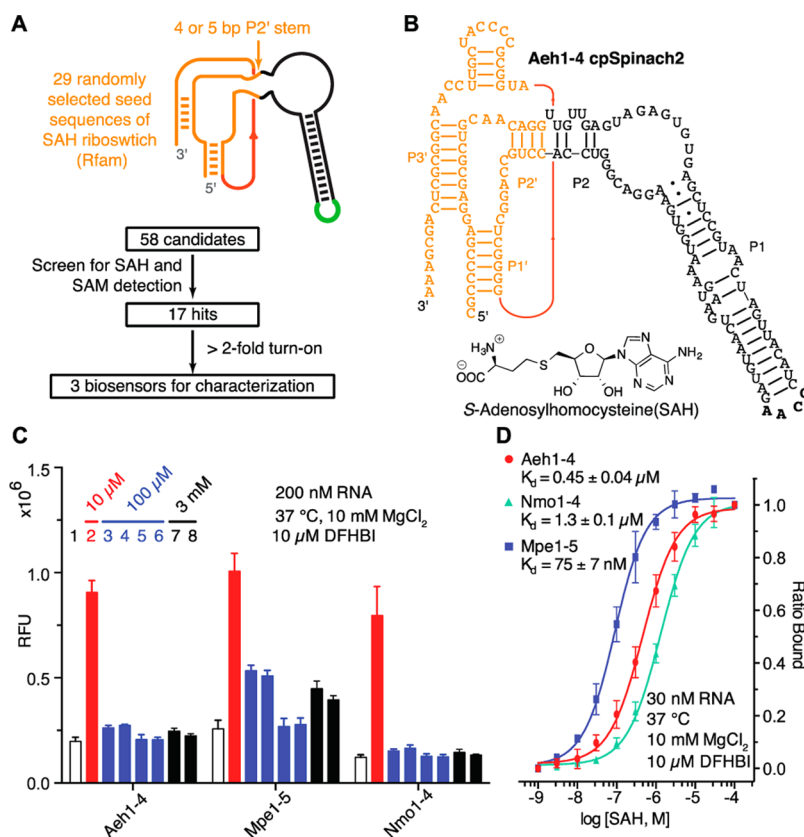 A
4 or 5 bp P2' stem
29 randomly
selected seed
sequences of
SAH riboswtich
(Rfam)
3'
5'
58 candidates
Screen for SAH and
SAM detection
17 hits
> 2-fold turn-on
3 biosensors for characterization
B
Aeh1-4 cpSpinach2
P3'
P2'
P2
P1'
P1
3'
5'
H₃N⊕
⊖OOC
S
O
OH
OH
N
N
N
N
NH₂
S-Adenosylhomocysteine(SAH)
C
x10⁶
RFU
1.5
1.0
0.5
0.0
10 µM
100 µM
3 mM
1 2 3 4 5 6 7 8
200 nM RNA
37 °C, 10 mM MgCl₂
10 µM DFHBI
Aeh1-4
Mpe1-5
Nmo1-4
D
Aeh1-4
Kd = 0.45 ± 0.04 µM
Nmo1-4
Kd = 1.3 ± 0.1 µM
Mpe1-5
Kd = 75 ± 7 nM
1.0
0.8
0.6
0.4
0.2
0.0
Ratio Bound
30 nM RNA
37 °C
10 mM MgCl₂
10 µM DFHBI
-9 -8 -7 -6 -5 -4
log [SAH, M]